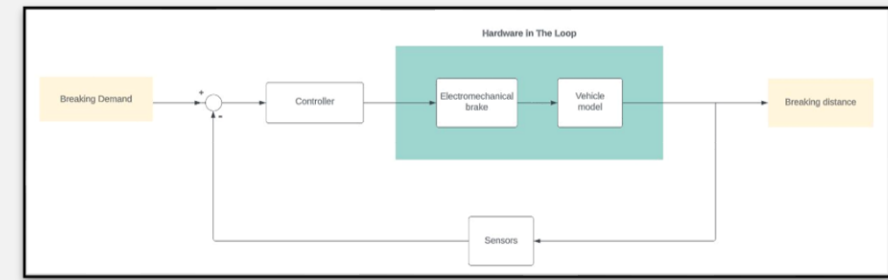 Hardware in The Loop
Breaking Demand
+
-
Controller
Electromechanical
brake
Vehicle
model
Breaking distance
Sensors